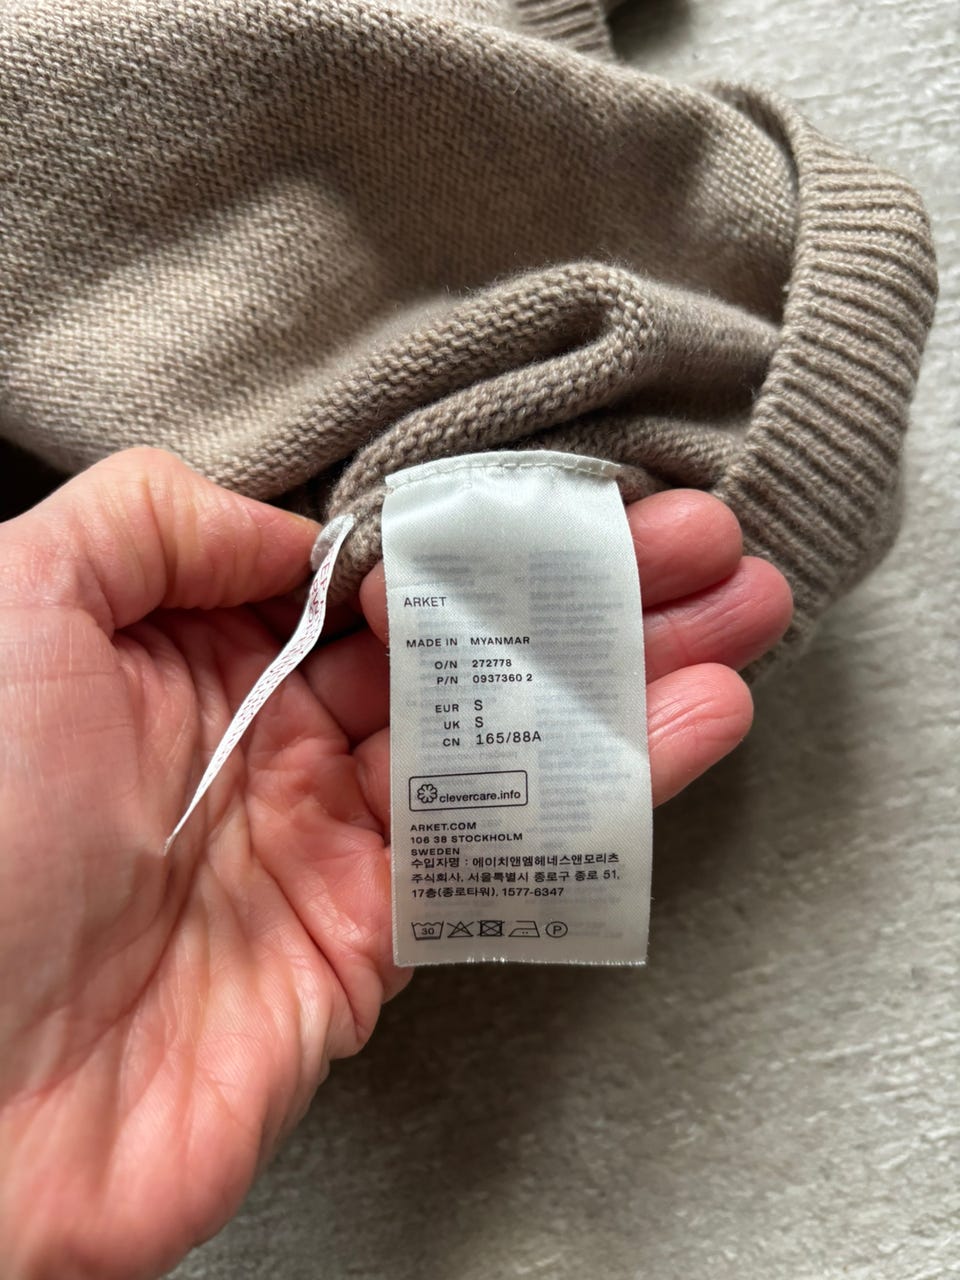 ARKET
MADE IN MYANMAR
O/N 272778
P/N 0937360 2
EUR S
UK S
CN 165/88A
clevercare.info
ARKET.COM
106 38 STOCKHOLM
SWEDEN
수입자명 : 에이치앤엠헤네스앤모리츠
주식회사, 서울특별시 종로구 종로 51,
17층(종로타워), 1577-6347
30
P